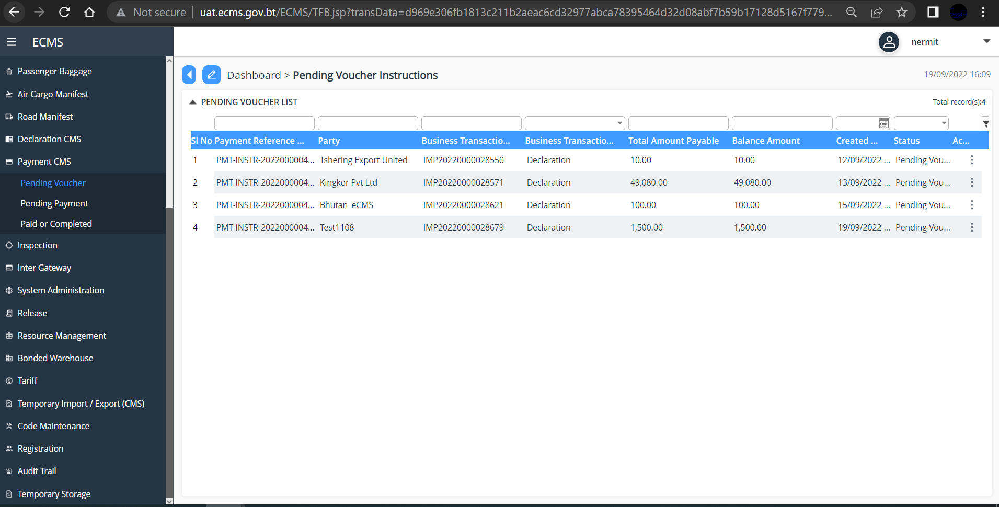 Not secure | uat.ecms.gov.bt/ECMS/TFB.jsp?transData=d969e306fb1813c211b2aeac6cd32977abca78395464d32d08abf7b59b17128d5167f779...
ECMS
nermit
Passenger Baggage
Air Cargo Manifest
Road Manifest
Declaration CMS
Payment CMS
Pending Voucher
Pending Payment
Paid or Completed
Inspection
Inter Gateway
System Administration
Release
Resource Management
Bonded Warehouse
Tariff
Temporary Import / Export (CMS)
Code Maintenance
Registration
Audit Trail
Temporary Storage
Dashboard > Pending Voucher Instructions
19/09/2022 16:09
PENDING VOUCHER LIST
Total record(s):4
Sl No Payment Reference ... Party Business Transactio... Business Transactio... Total Amount Payable Balance Amount Created ... Status Ac...
1 PMT-INSTR-2022000004... Tshering Export United IMP20220000028550 Declaration 10.00 10.00 12/09/2022 ... Pending Vou...
2 PMT-INSTR-2022000004... Kingkor Pvt Ltd IMP20220000028571 Declaration 49,080.00 49,080.00 13/09/2022 ... Pending Vou...
3 PMT-INSTR-2022000004... Bhutan_eCMS IMP20220000028621 Declaration 100.00 100.00 15/09/2022 ... Pending Vou...
4 PMT-INSTR-2022000004... Test1108 IMP20220000028679 Declaration 1,500.00 1,500.00 19/09/2022 ... Pending Vou...